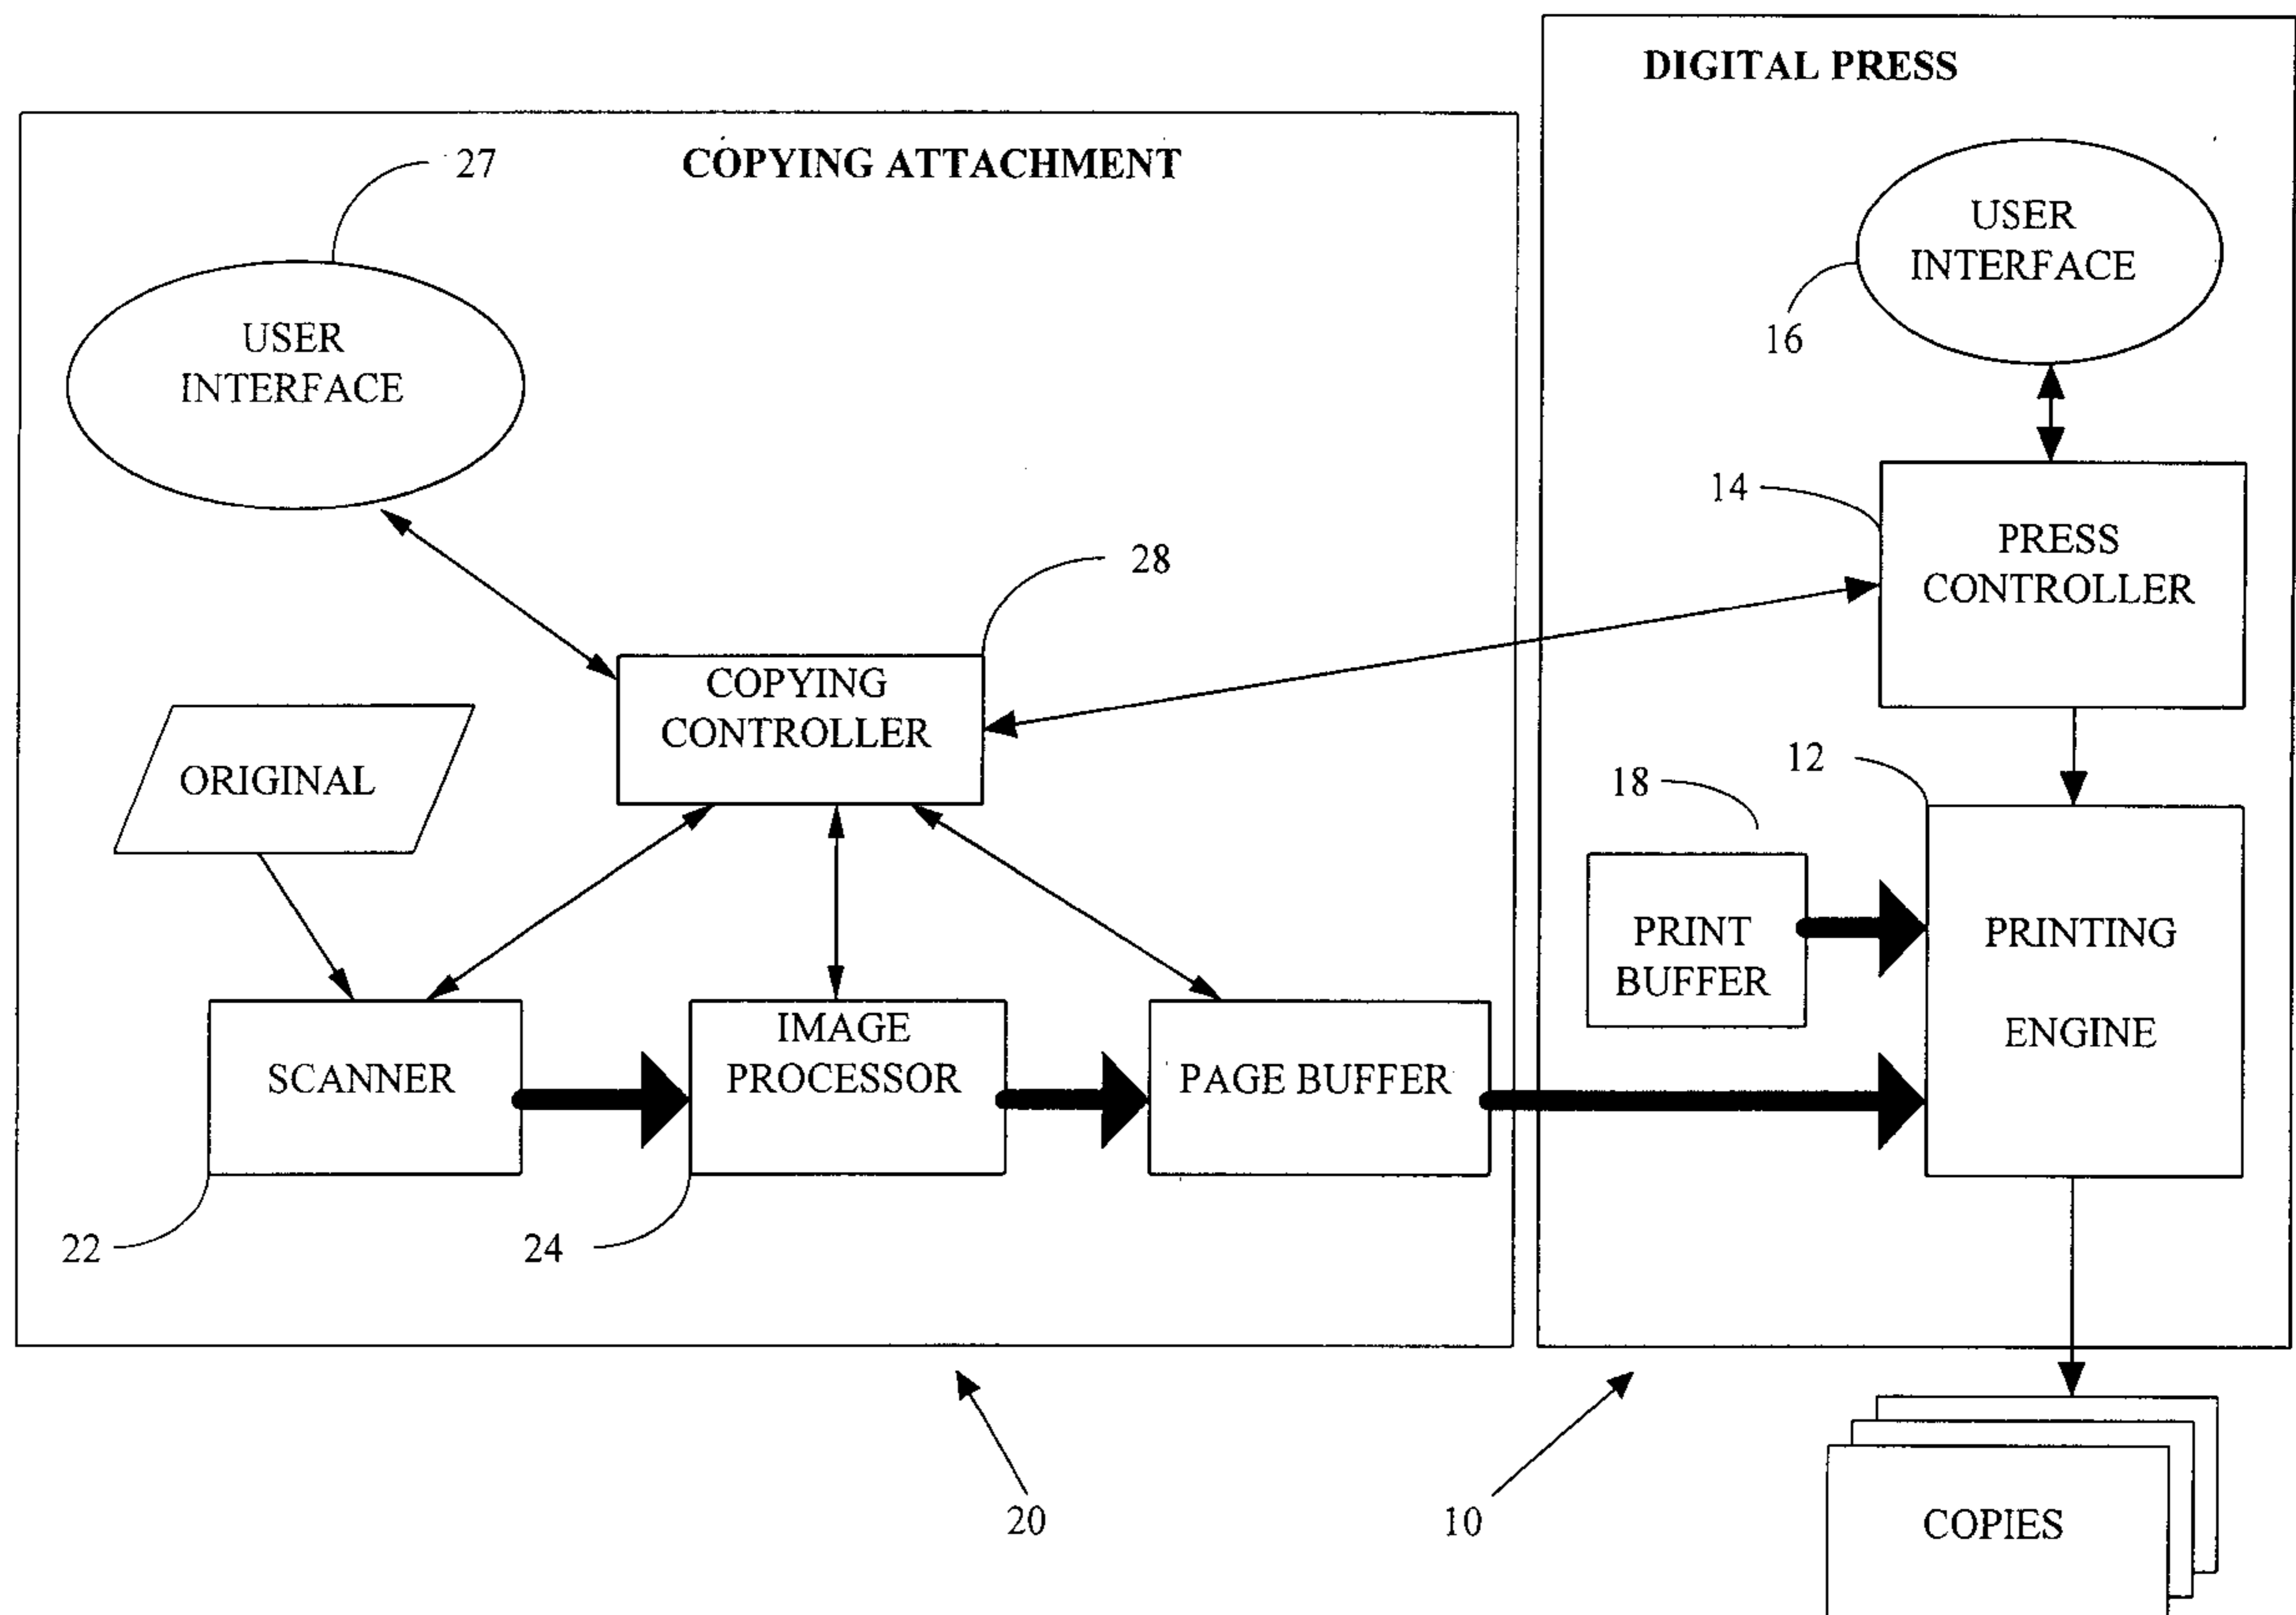 DIGITAL PRESS
COPYING ATTACHMENT
27
USER
INTERFACE
USER
INTERFACE
16
14
PRESS
CONTROLLER
28
COPYING
CONTROLLER
ORIGINAL
12
18
PRINT
BUFFER
PRINTING
ENGINE
SCANNER
IMAGE
PROCESSOR
PAGE BUFFER
22
24
20
10
COPIES